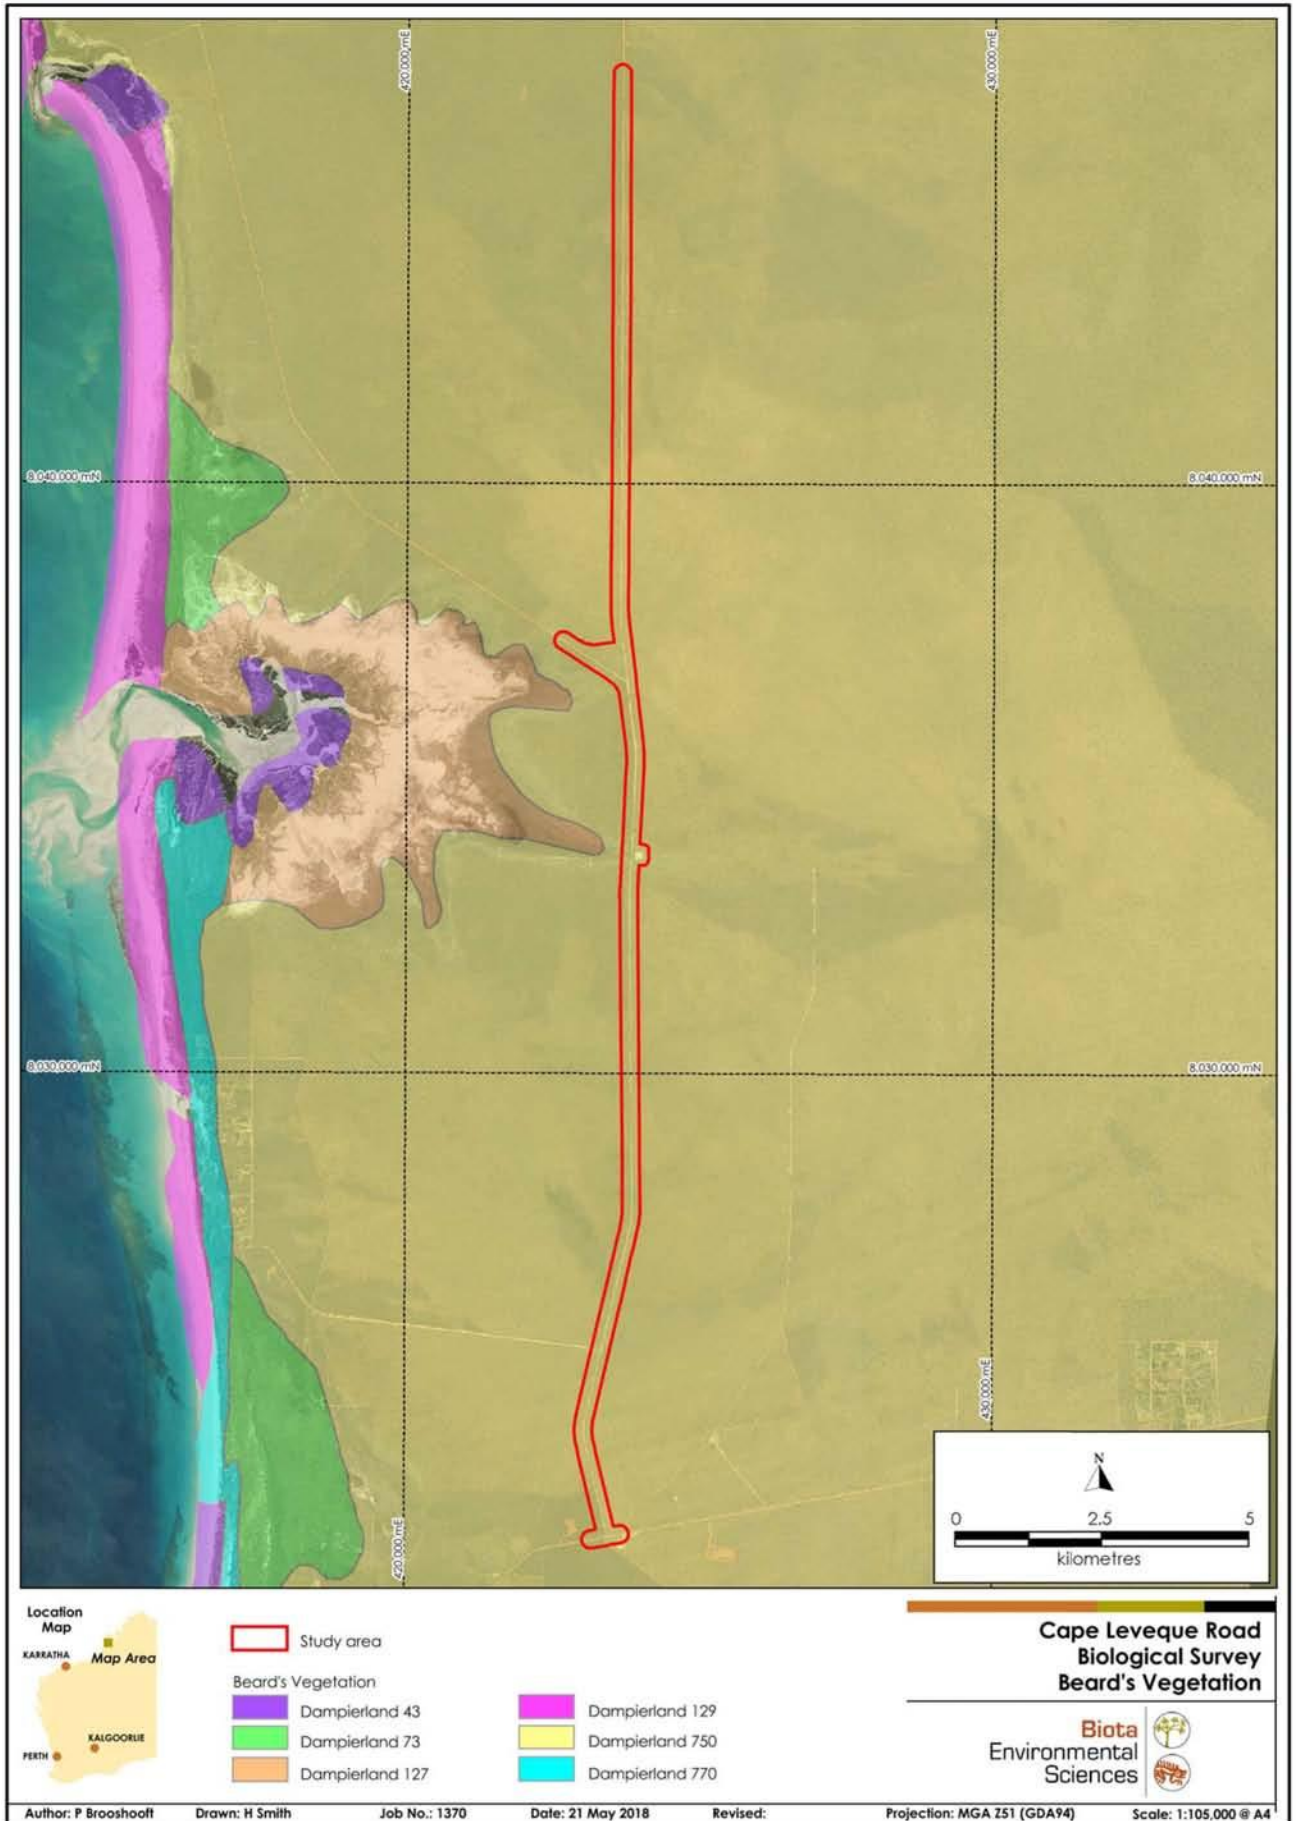 420,000 mE
430,000 mE
8,040,000 mN
8,040,000 mN
8,030,000 mN
8,030,000 mN
420,000 mE
430,000 mE
N
0 2.5 5
kilometres
Location
Map
KARRATHA
Map Area
KALGOORLIE
PERTH
Study area
Beard's Vegetation
Dampierland 43
Dampierland 73
Dampierland 127
Dampierland 129
Dampierland 750
Dampierland 770
Cape Leveque Road
Biological Survey
Beard's Vegetation
Biota
Environmental
Sciences
Author: P Brooshooft Drawn: H Smith Job No.: 1370 Date: 21 May 2018 Revised: Projection: MGA Z51 (GDA94) Scale: 1:105,000 @ A4